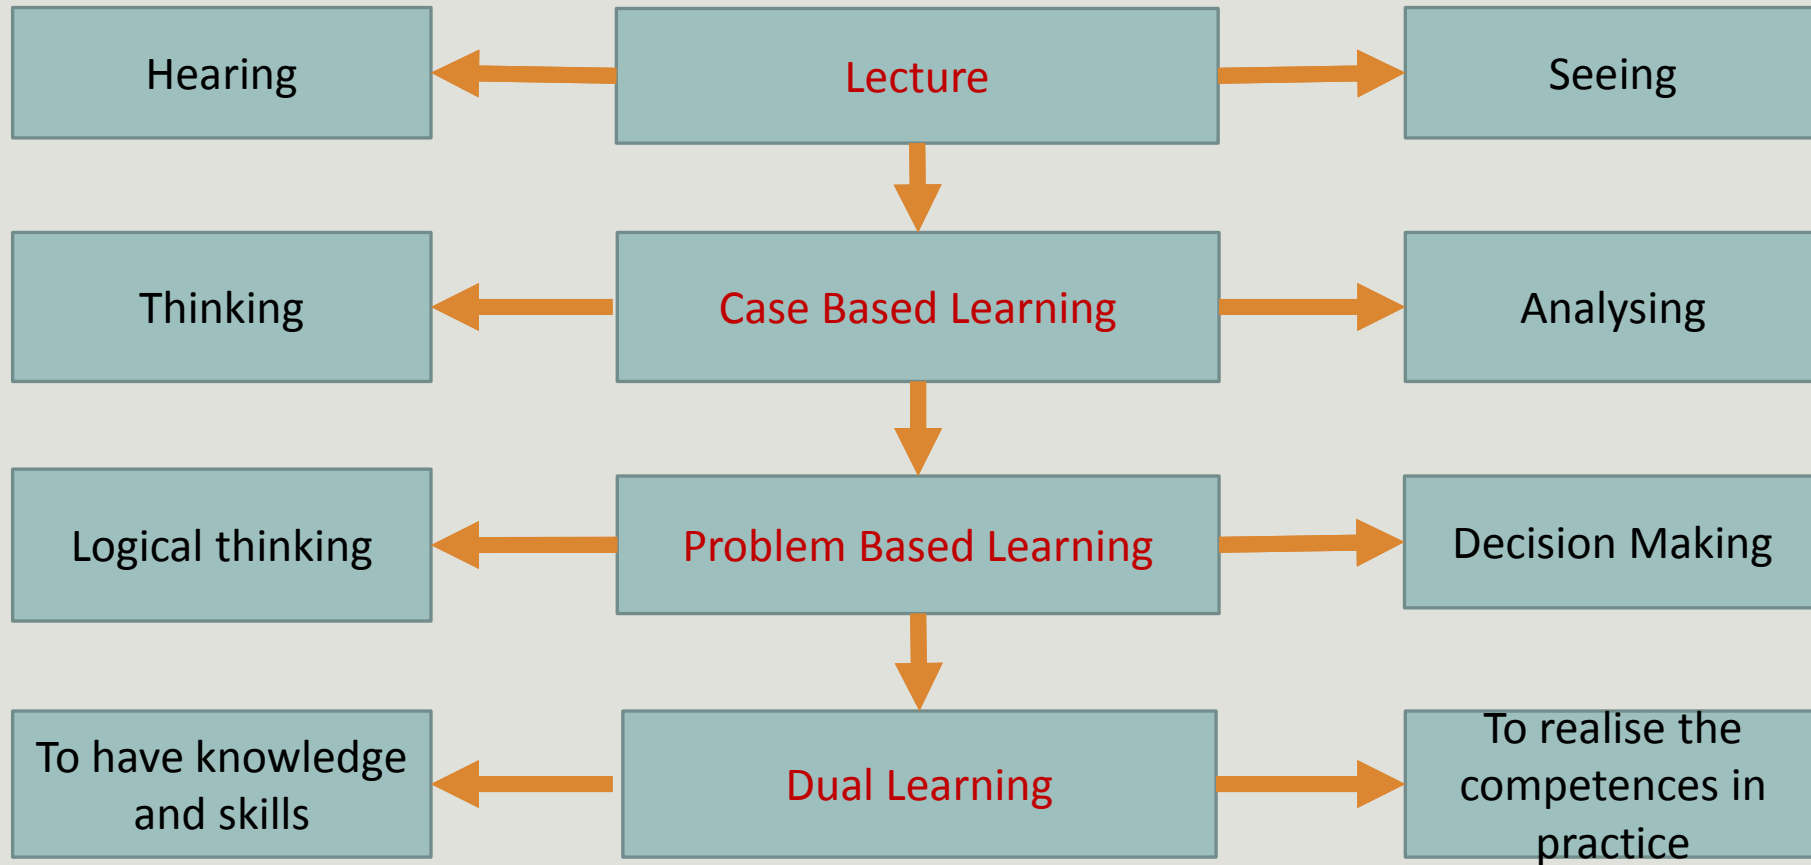 Hearing
Lecture
Seeing
Thinking
Case Based Learning
Analysing
Logical thinking
Problem Based Learning
Decision Making
To have knowledge
and skills
Dual Learning
To realise the
competences in
practice